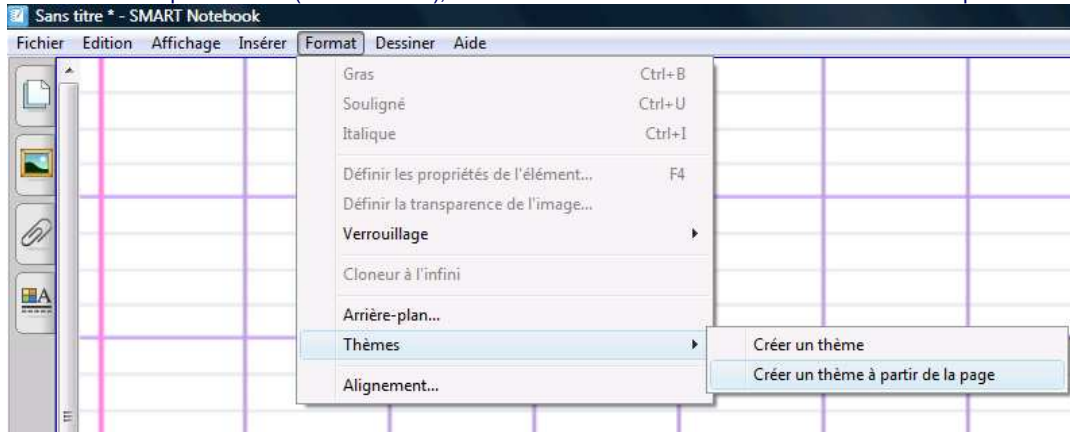 Sans titre * - SMART Notebook
Fichier Edition Affichage Insérer Format Dessiner Aide
Gras Ctrl+B
Souligné Ctrl+U
Italique Ctrl+I
Définir les propriétés de l'élément... F4
Définir la transparence de l'image...
Verrouillage
Cloneur à l'infini
Arrière-plan...
Thèmes
Créer un thème
Créer un thème à partir de la page
Alignement...
A